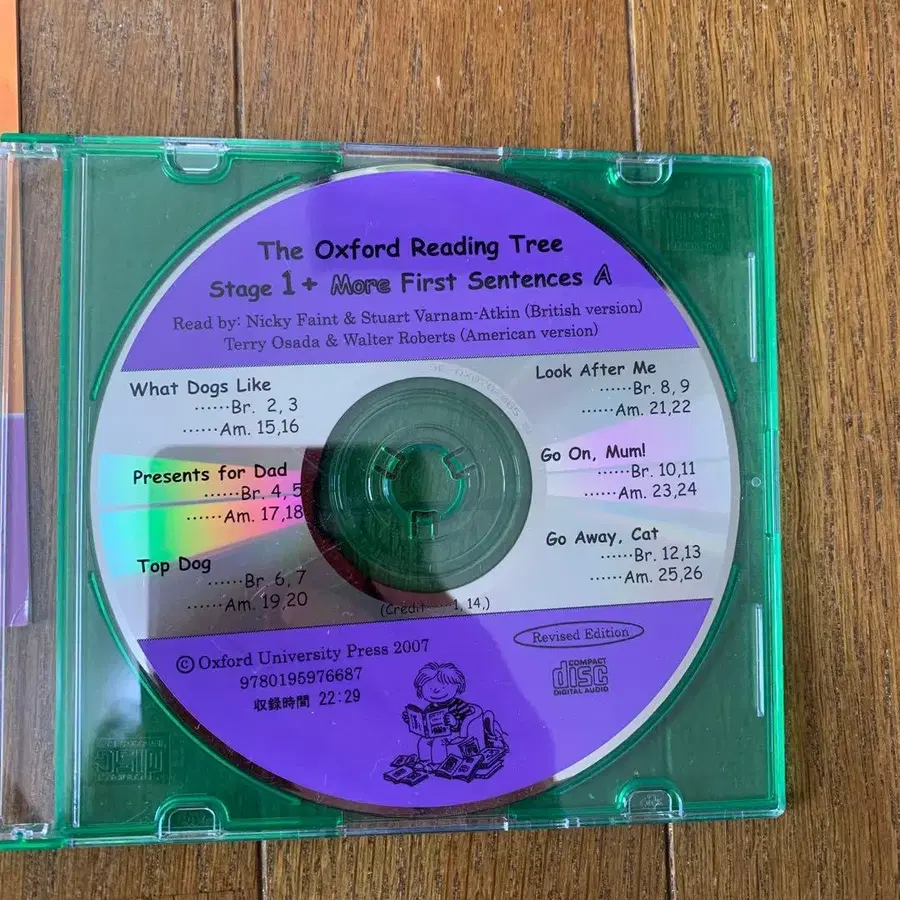 The Oxford Reading Tree
Stage 1+ More First Sentences A
Read by: Nicky Faint & Stuart Varnam-Atkin (British version)
Terry Osada & Walter Roberts (American version)
What Dogs Like
······Br. 2, 3
······Am. 15,16
Presents for Dad
······Br. 4, 5
······Am. 17,18
Top Dog
······Br. 6, 7
······Am. 19,20
Look After Me
······Br. 8, 9
······Am. 21,22
Go On, Mum!
······Br. 10,11
······Am. 23,24
Go Away, Cat
······Br. 12,13
······Am. 25,26
(Credit······1, 14,)
© Oxford University Press 2007
9780195976687
収録時間 22:29
Revised Edition
COMPACT
disc
DIGITAL AUDIO